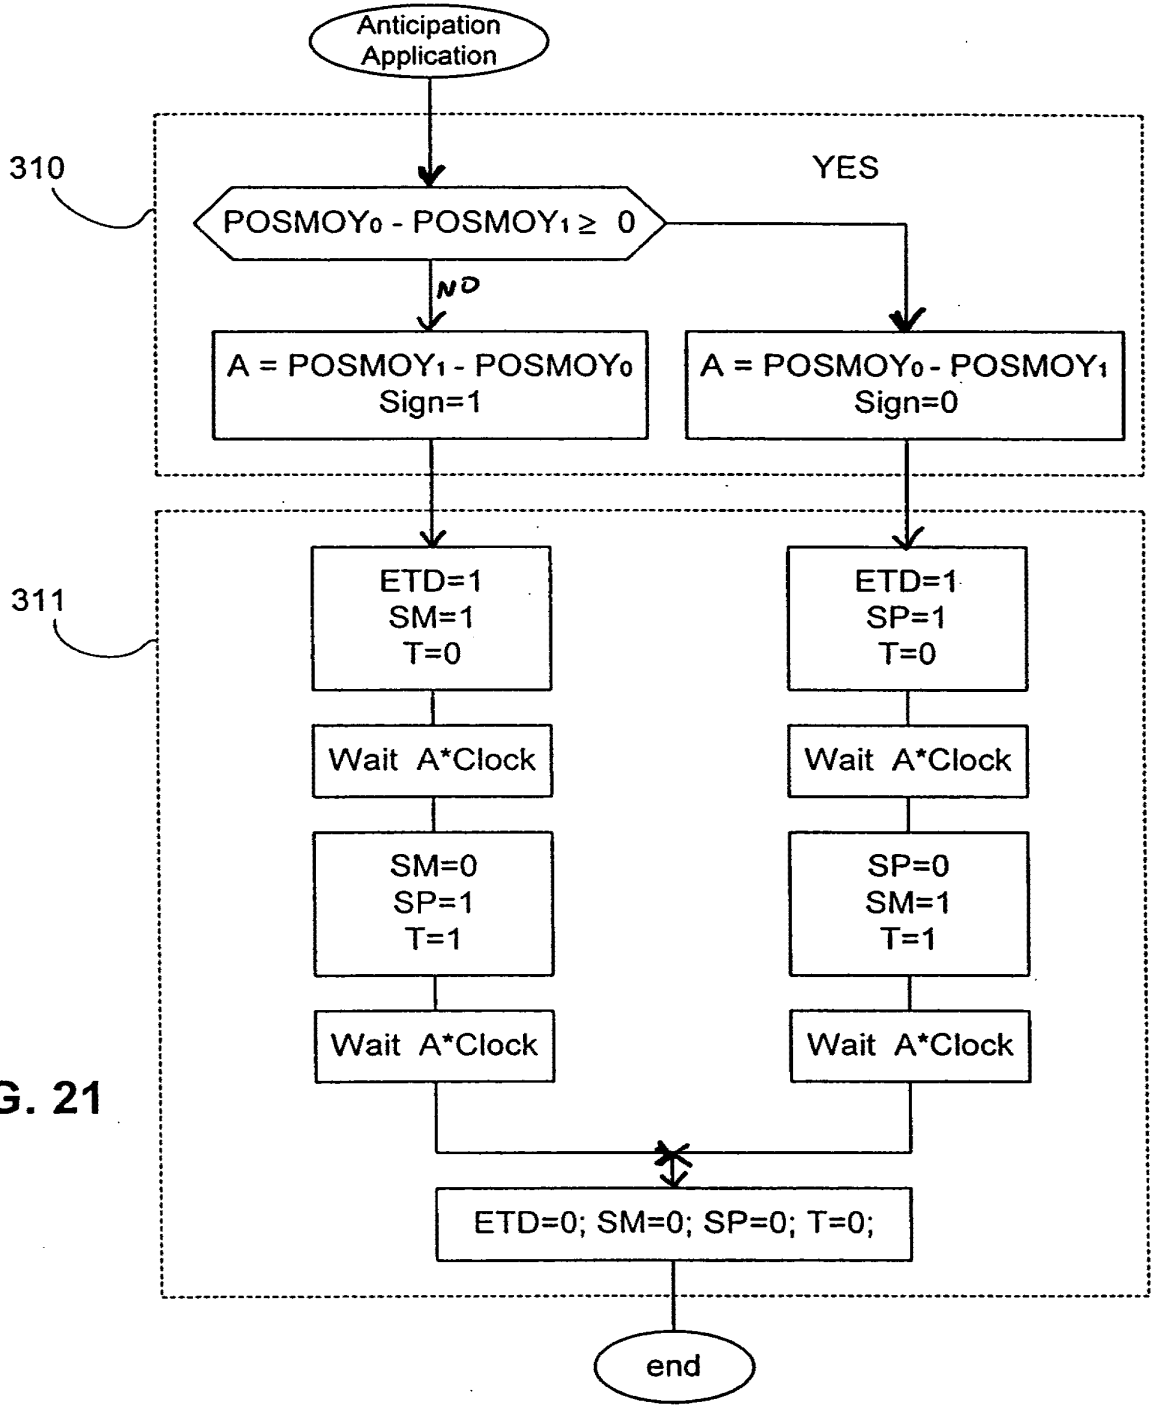 Anticipation
Application
310
YES
POSMOY₀ - POSMOY₁ ≥ 0
NO
A = POSMOY₁ - POSMOY₀
Sign=1
A = POSMOY₀ - POSMOY₁
Sign=0
311
ETD=1
SM=1
T=0
ETD=1
SP=1
T=0
Wait A*Clock
Wait A*Clock
SM=0
SP=1
T=1
SP=0
SM=1
T=1
Wait A*Clock
Wait A*Clock
G. 21
ETD=0; SM=0; SP=0; T=0;
end